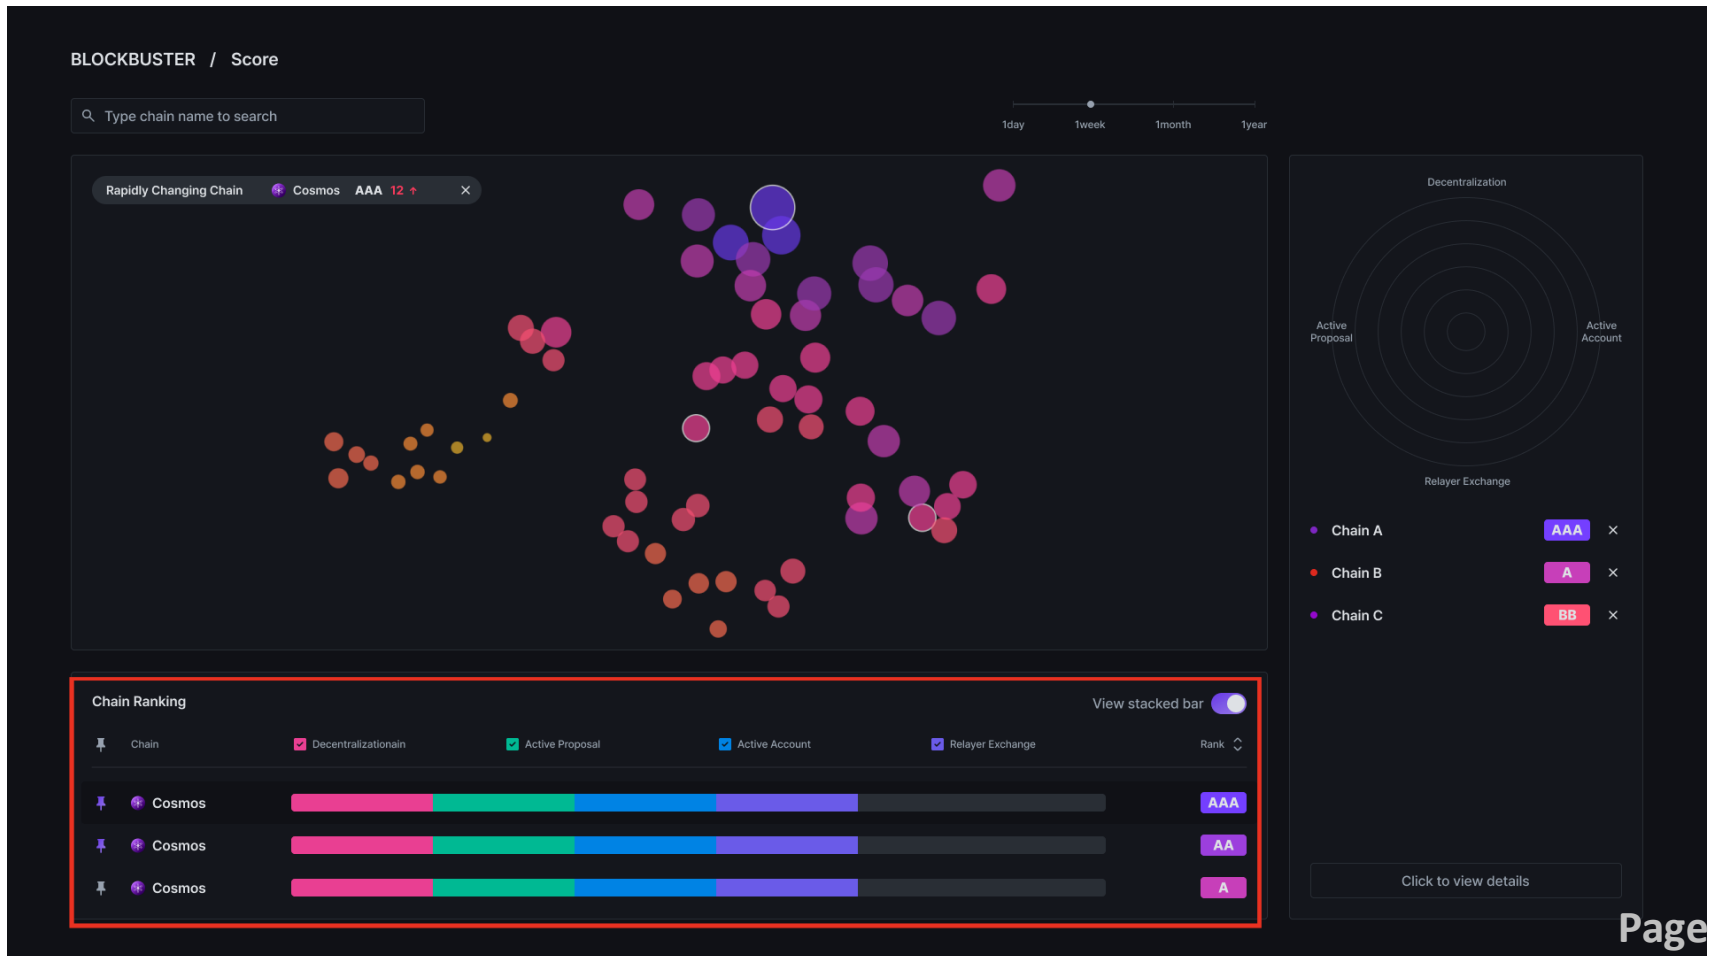 BLOCKBUSTER / Score
Type chain name to search
1day 1week 1month 1year
Rapidly Changing Chain Cosmos AAA 12 ↑ ×
Decentralization
Active Proposal
Active Account
Relayer Exchange
Chain A AAA ×
Chain B A ×
Chain C BB ×
Click to view details
Chain Ranking
View stacked bar
Chain Decentralizationain Active Proposal Active Account Relayer Exchange Rank
Cosmos AAA
Cosmos AA
Cosmos A
Page